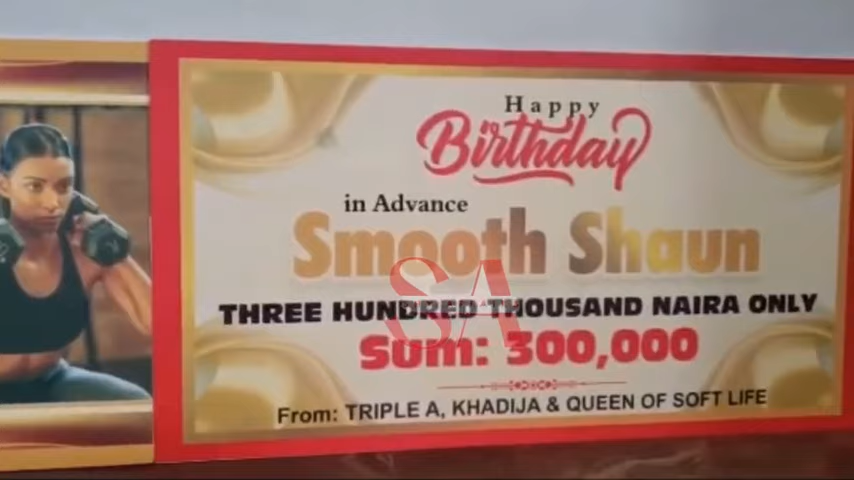 Happy
Birthday
in Advance
Smooth Shaun
SA
THREE HUNDRED THOUSAND NAIRA ONLY
Sum: 300,000
From: TRIPLE A, KHADIJA & QUEEN OF SOFT LIFE